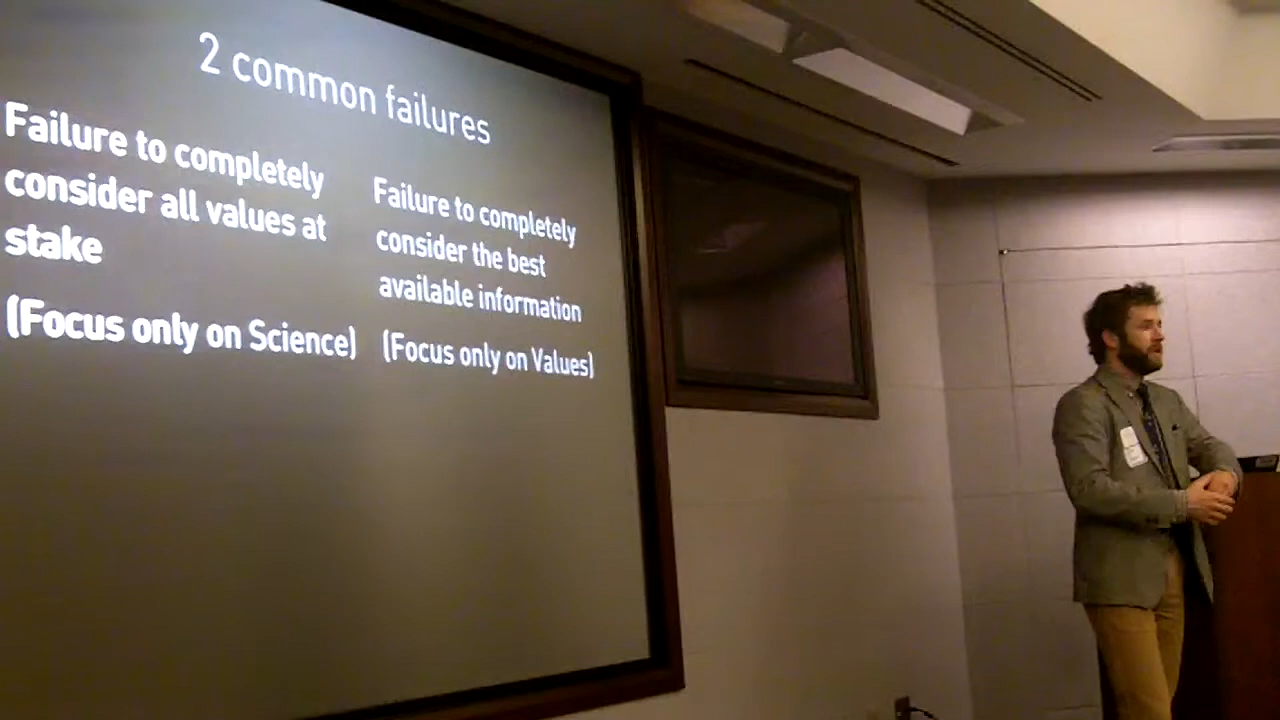 2 common failures
Failure to completely
consider all values at
stake
(Focus only on Science)
Failure to completely
consider the best
available information
(Focus only on Values)